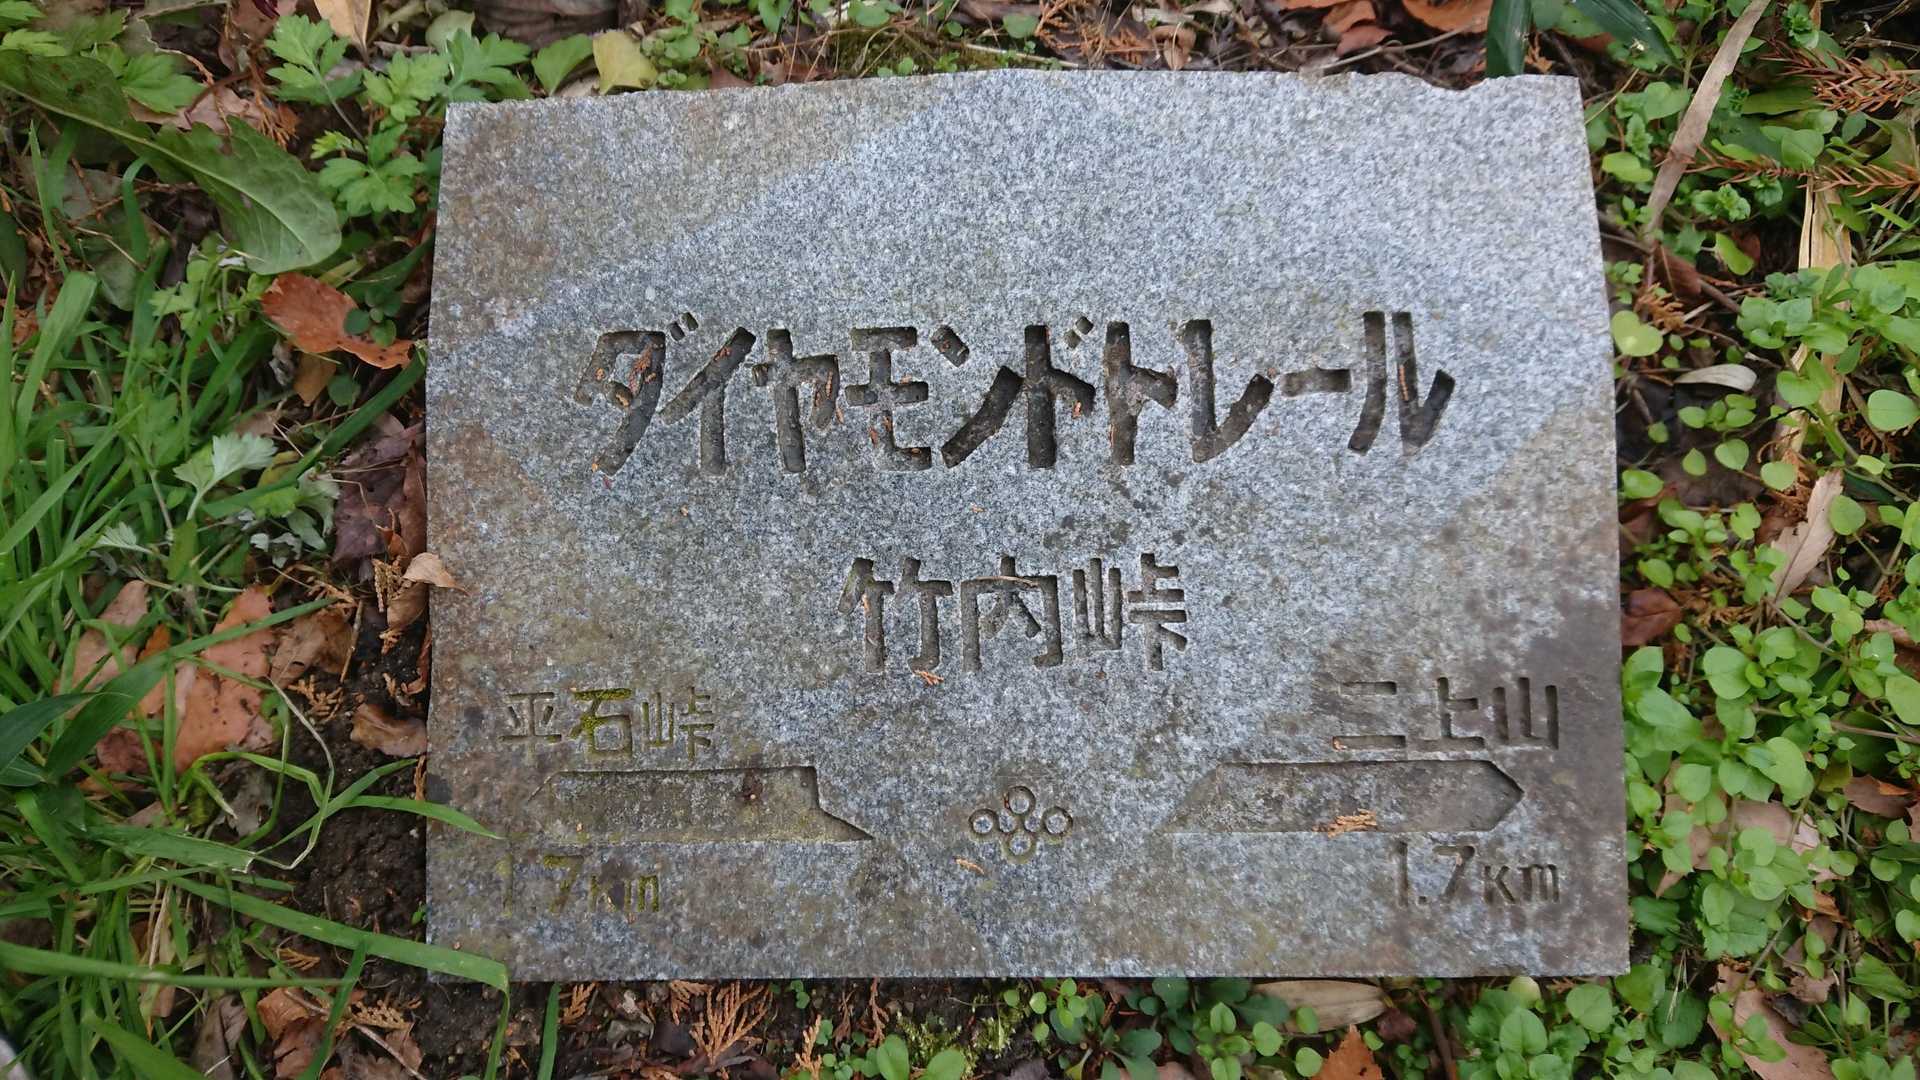 ダイヤモンドトレール
竹内峠
平石峠 二上山
1.7km 1.7km